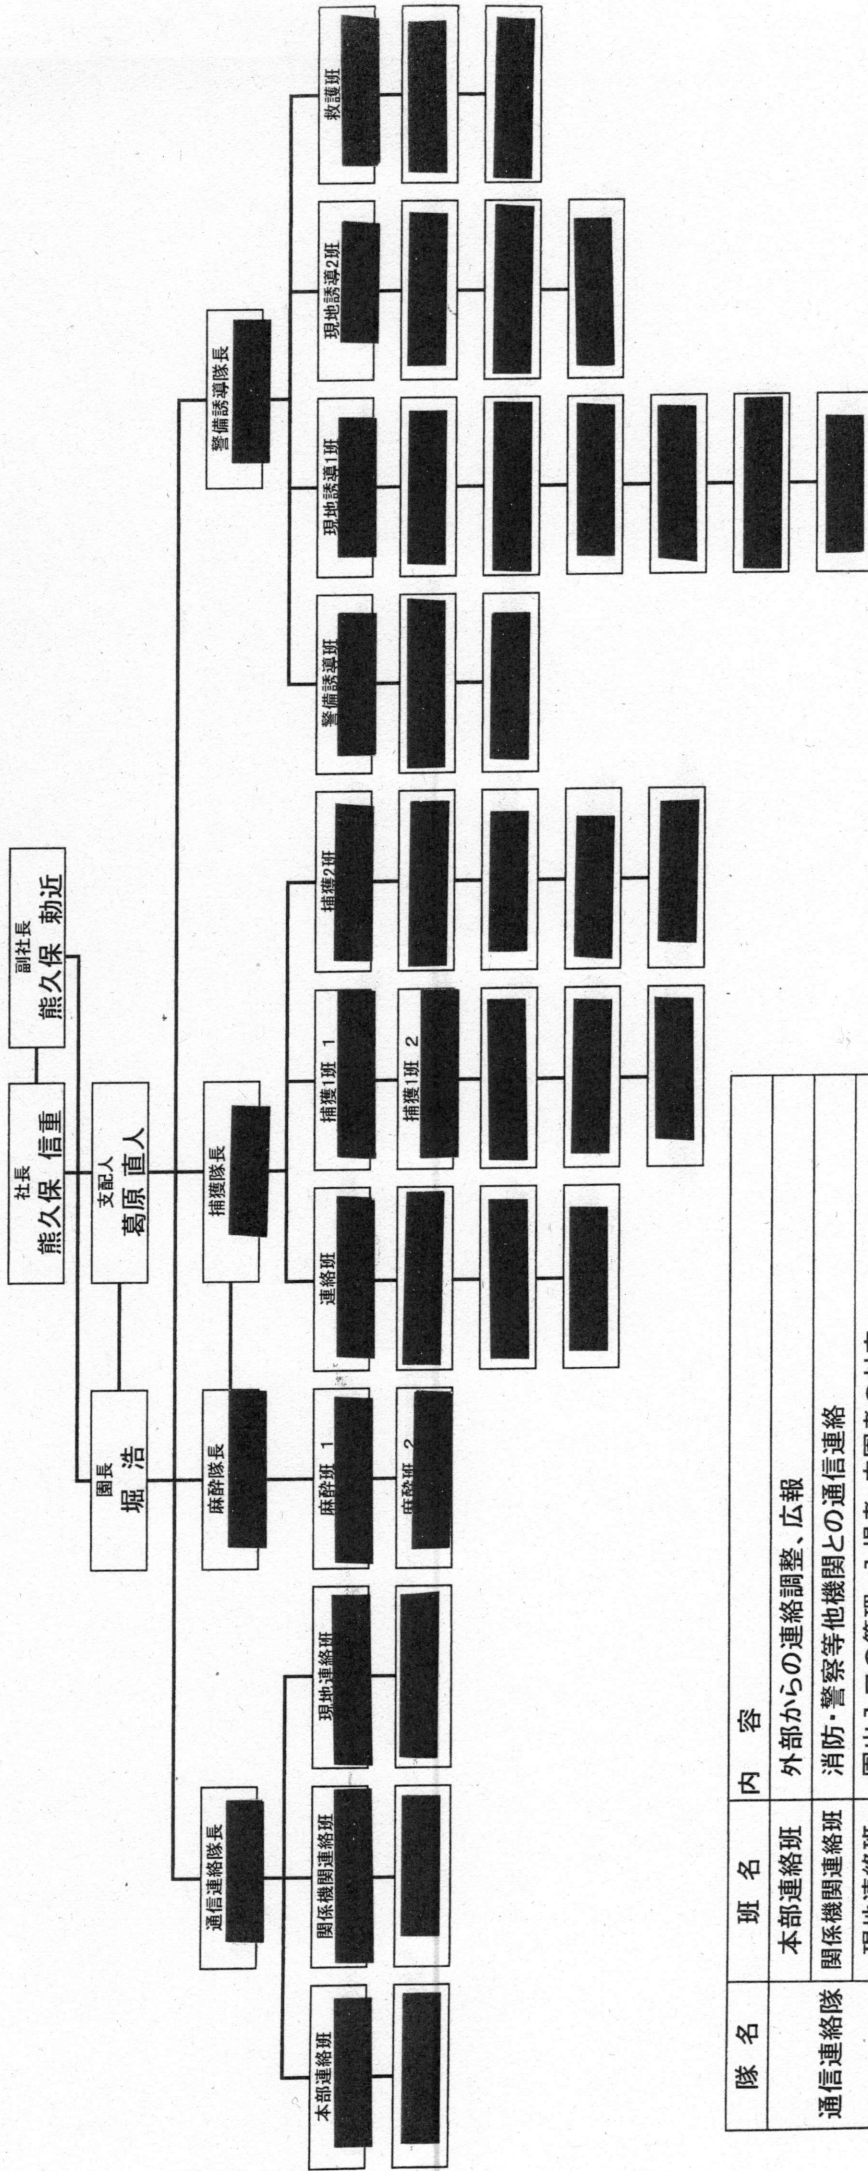 社長
熊久保 信重
副社長
熊久保 勅近
園長
堀 浩
支配人
葛原 直人
通信連絡隊長
麻酔隊長
捕獲隊長
警備誘導隊長
本部連絡班
関係機関連絡班
現地連絡班
麻酔班 1
麻酔班 2
連絡班
捕獲1班 1
捕獲1班 2
捕獲2班
警備誘導班
現地誘導1班
現地誘導2班
救護班
隊 名 班 名 内 容
通信連絡隊 本部連絡班 外部からの連絡調整、広報
関係機関連絡班 消防・警察等他機関との通信連絡
現地連絡班